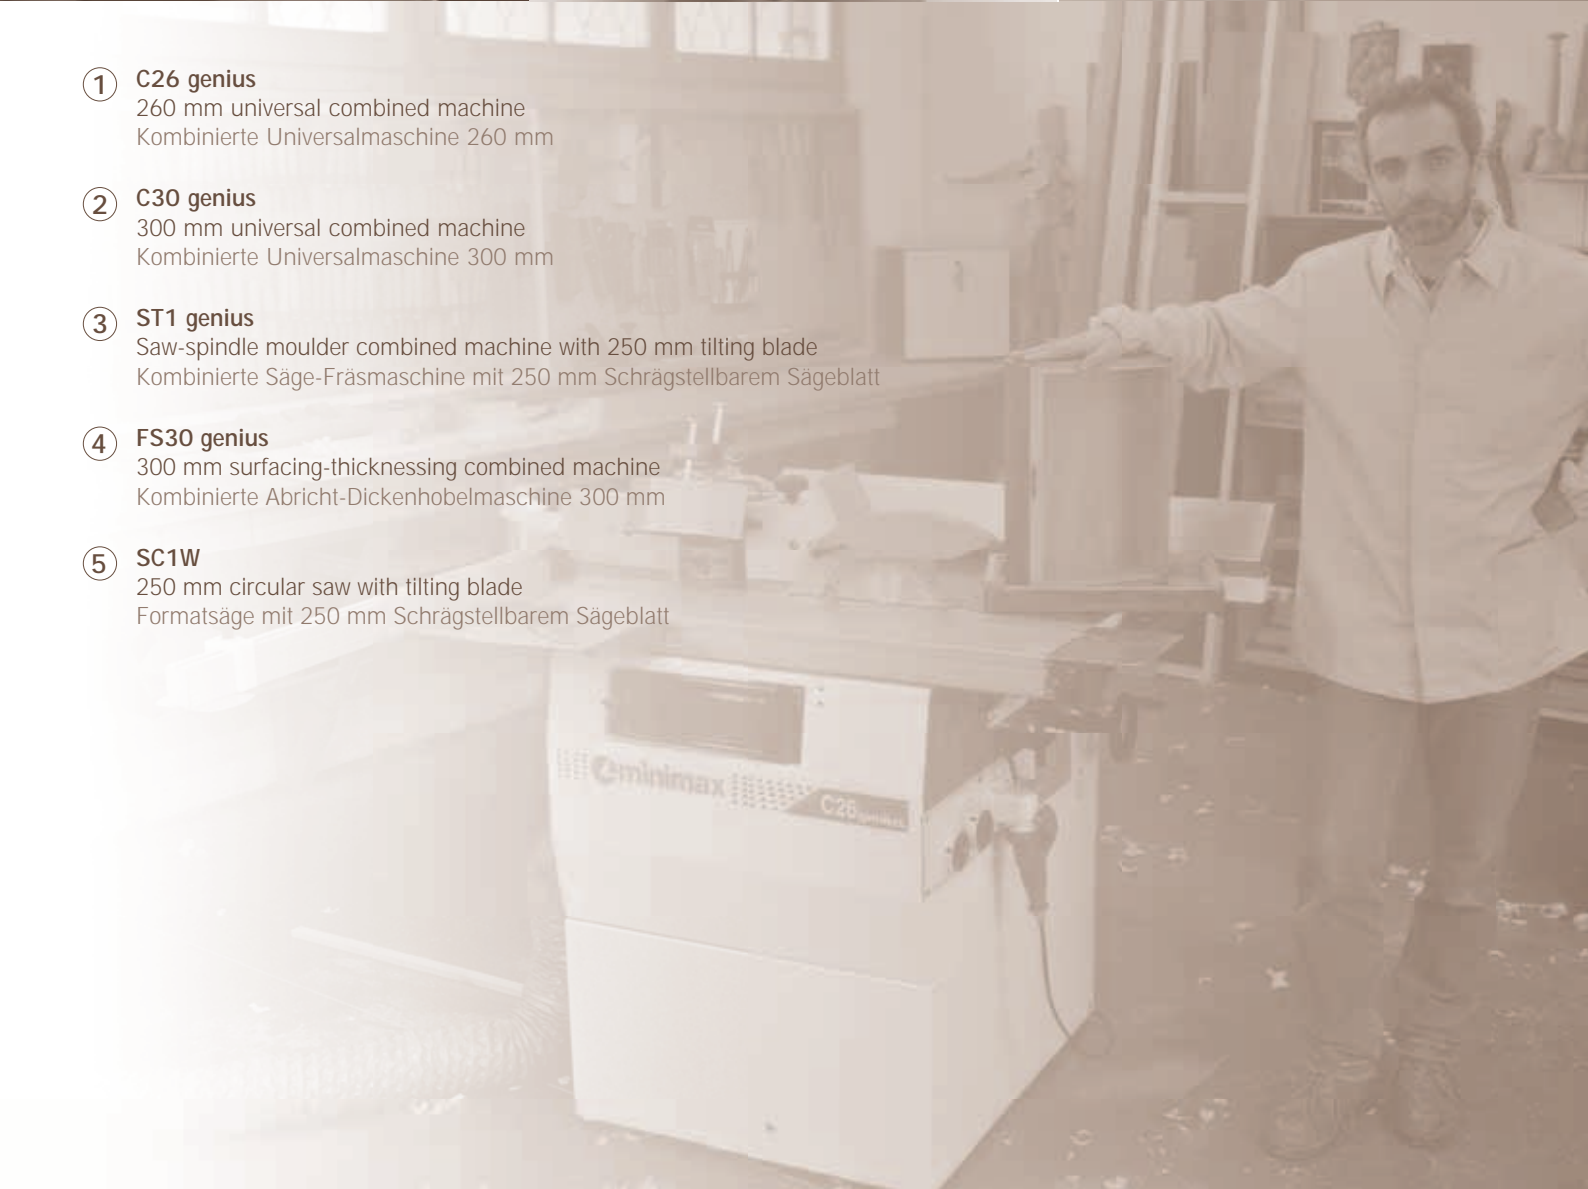 1 C26 genius
260 mm universal combined machine
Kombinierte Universalmaschine 260 mm
2 C30 genius
300 mm universal combined machine
Kombinierte Universalmaschine 300 mm
3 ST1 genius
Saw-spindle moulder combined machine with 250 mm tilting blade
Kombinierte Säge-Fräsmaschine mit 250 mm Schrägstellbarem Sägeblatt
4 FS30 genius
300 mm surfacing-thicknessing combined machine
Kombinierte Abricht-Dickenhobelmaschine 300 mm
5 SC1W
250 mm circular saw with tilting blade
Formatsäge mit 250 mm Schrägstellbarem Sägeblatt
minimax
C26 genius